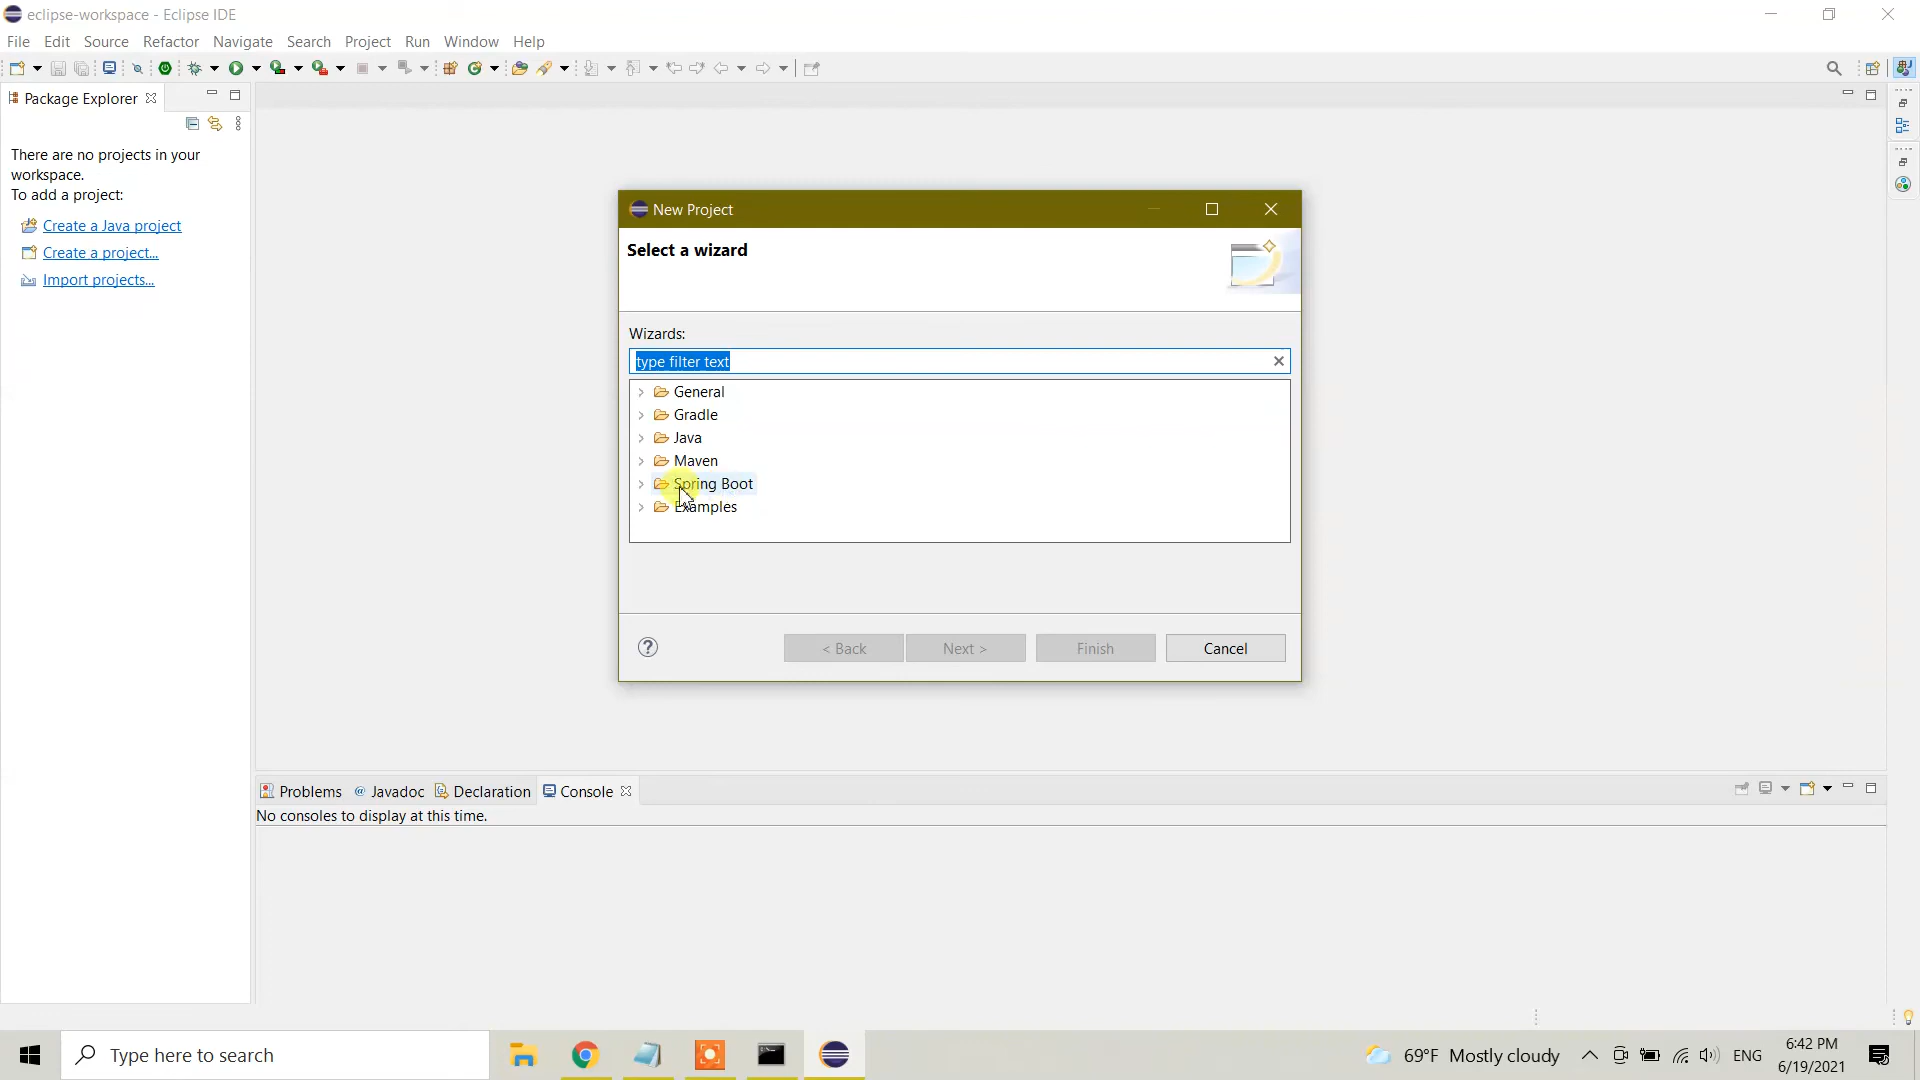 eclipse-workspace - Eclipse IDE
File Edit Source Refactor Navigate Search Project Run Window Help
Package Explorer
There are no projects in your
workspace.
To add a project:
Create a Java project
Create a project...
Import projects...
New Project
Select a wizard
Wizards:
type filter text
General
Gradle
Java
Maven
Spring Boot
Examples
< Back Next > Finish Cancel
Problems @ Javadoc Declaration Console
No consoles to display at this time.
Type here to search
69°F Mostly cloudy
ENG
6:42 PM
6/19/2021